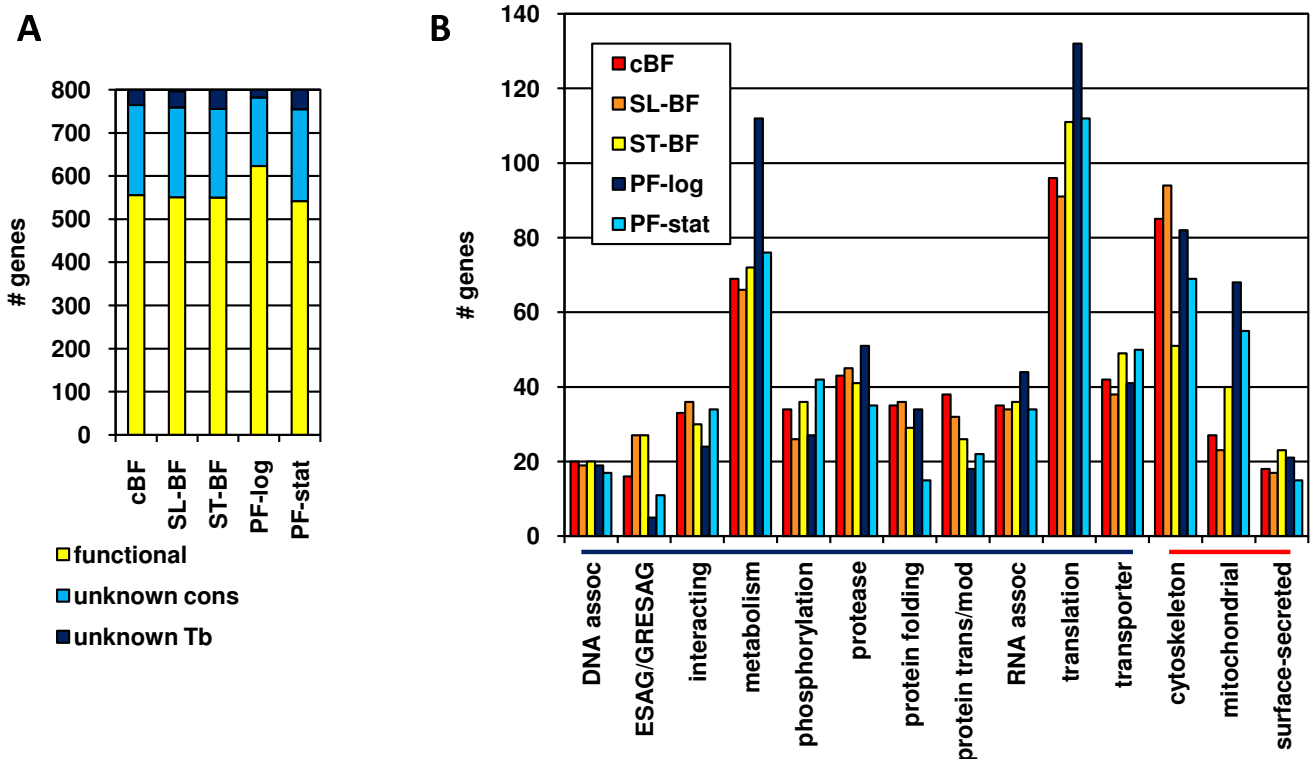 A
# genes
800
700
600
500
400
300
200
100
0
cBF
SL-BF
ST-BF
PF-log
PF-stat
functional
unknown cons
unknown Tb
B
# genes
140
120
100
80
60
40
20
0
cBF
SL-BF
ST-BF
PF-log
PF-stat
DNA assoc
ESAG/GRESAG
interacting
metabolism
phosphorylation
protease
protein folding
protein trans/mod
RNA assoc
translation
transporter
cytoskeleton
mitochondrial
surface-secreted